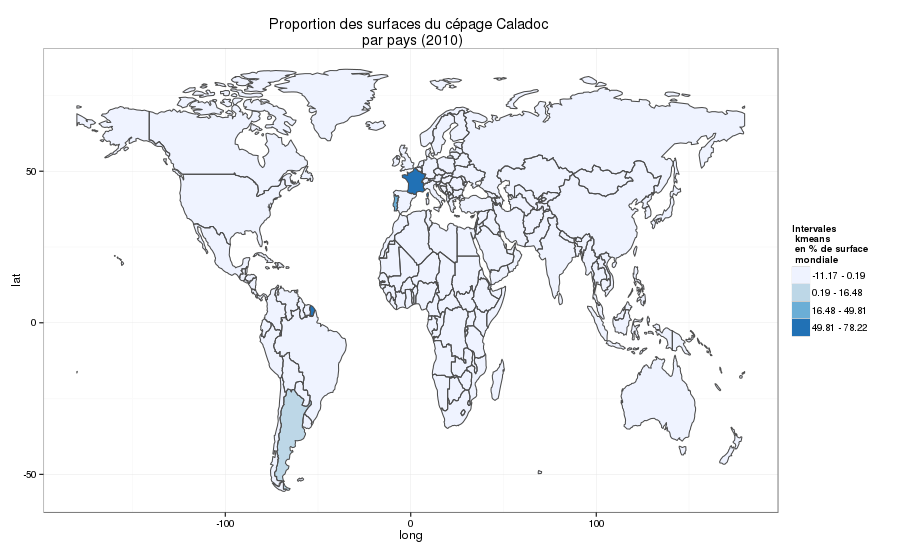 Proportion des surfaces du cépage Caladoc
par pays (2010)
50
0
-50
lat
-100
0
100
long
Intervales
kmeans
en % de surface
mondiale
-11.17 - 0.19
0.19 - 16.48
16.48 - 49.81
49.81 - 78.22